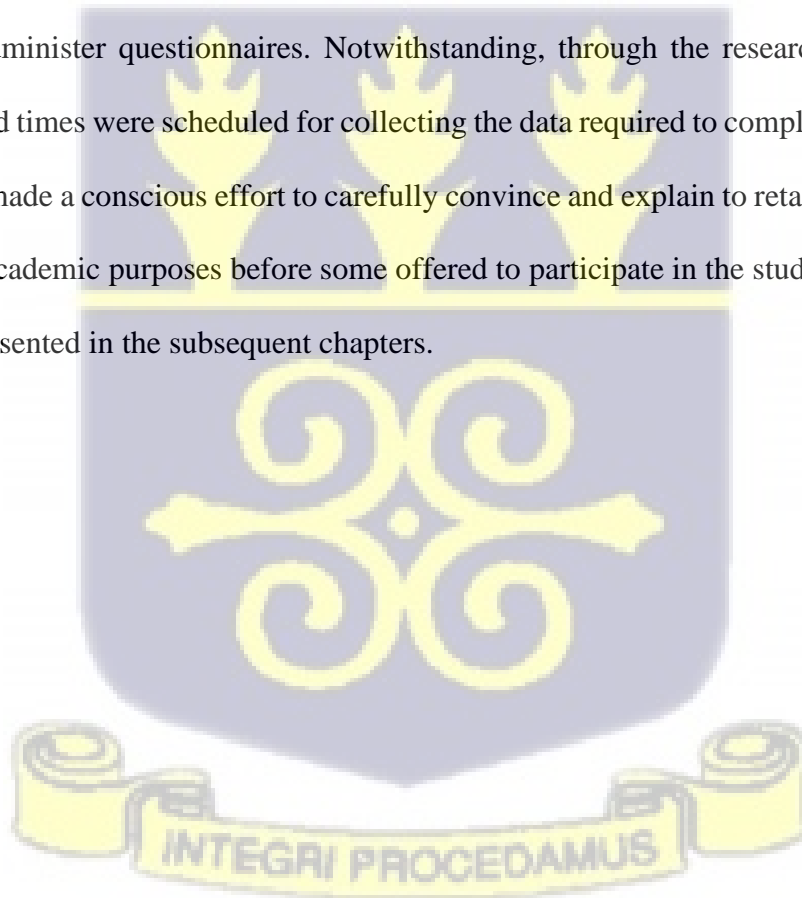 minister questionnaires. Notwithstanding, through the researc
d times were scheduled for collecting the data required to compl
made a conscious effort to carefully convince and explain to reta
cademic purposes before some offered to participate in the stud
sented in the subsequent chapters.
INTEGRI PROCEDAMUS